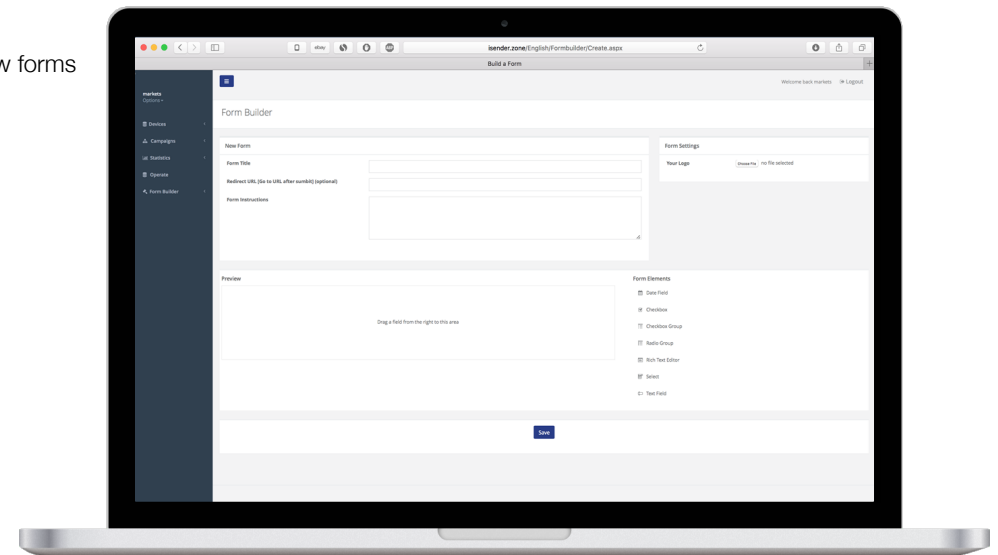 w forms
ebay
ABP
isender.zone/English/Formbuilder/Create.aspx
Build a Form
markets
Options
Devices
Campaigns
Statistics
Operate
Form Builder
Welcome back markets
Logout
Form Builder
New Form
Form Title
Redirect URL [Go to URL after sumbit] (optional)
Form Instructions
Form Settings
Your Logo
Choose File no file selected
Preview
Drag a field from the right to this area
Form Elements
Date Field
Checkbox
Checkbox Group
Radio Group
Rich Text Editor
Select
Text Field
Save